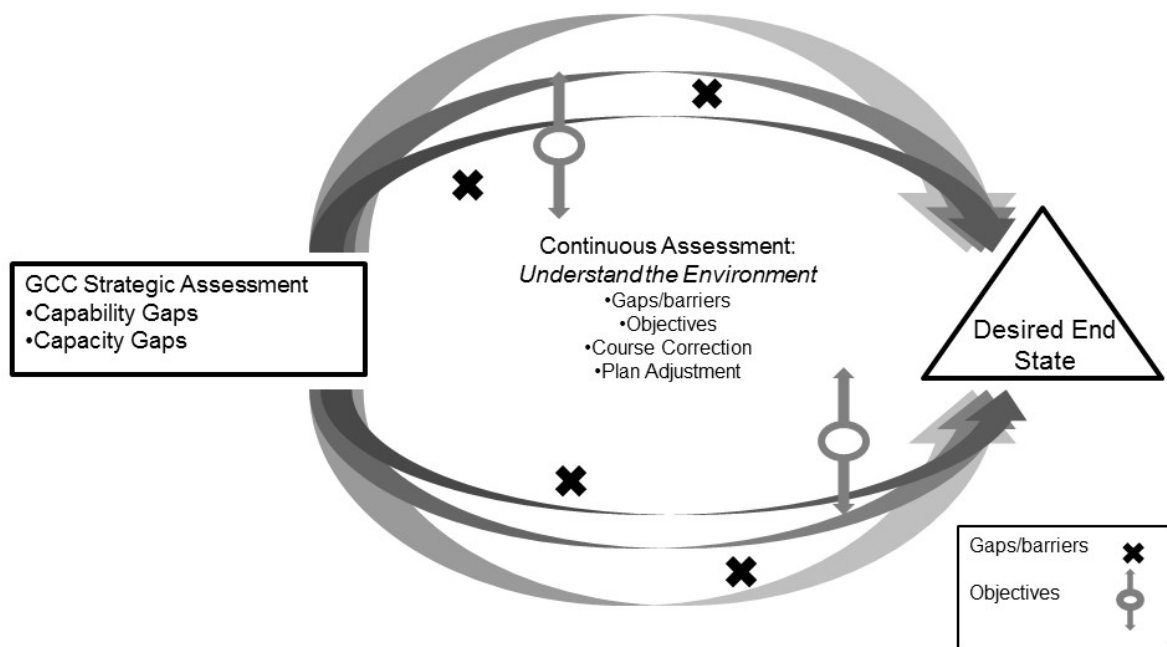 GCC Strategic Assessment
•Capability Gaps
•Capacity Gaps
Continuous Assessment:
Understand the Environment
•Gaps/barriers
•Objectives
•Course Correction
•Plan Adjustment
Desired End
State
Gaps/barriers
Objectives